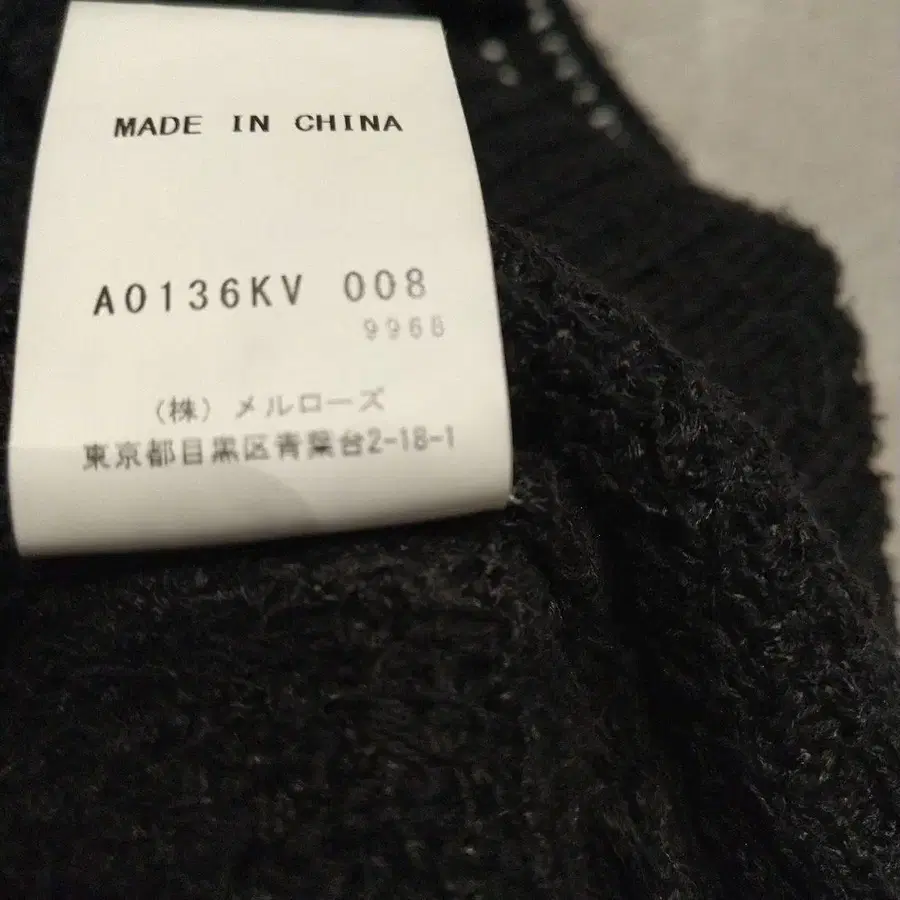 MADE IN CHINA
A0136KV 008
9966
(株) メルローズ
東京都目黒区青葉台2-18-1